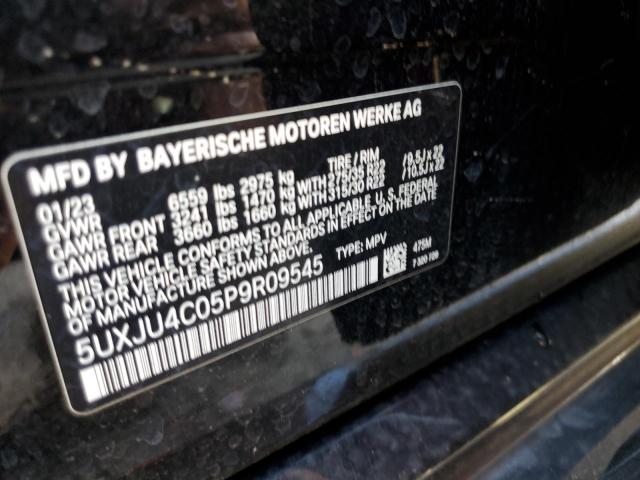 MFD BY BAYERISCHE MOTOREN WERKE AG
01/23 TIRE / RIM
GVWR 6559 lbs 2975 kg
GAWR FRONT 3241 lbs 1470 kg WITH 275/35 R22 /9.5J x 22
GAWR REAR 3660 lbs 1660 kg WITH 315/30 R22 /10.5J x 22
THIS VEHICLE CONFORMS TO ALL APPLICABLE U.S. FEDERAL
MOTOR VEHICLE SAFETY STANDARDS IN EFFECT ON THE DATE
OF MANUFACTURE SHOWN ABOVE.
5UXJU4C05P9R09545 TYPE: MPV 475M